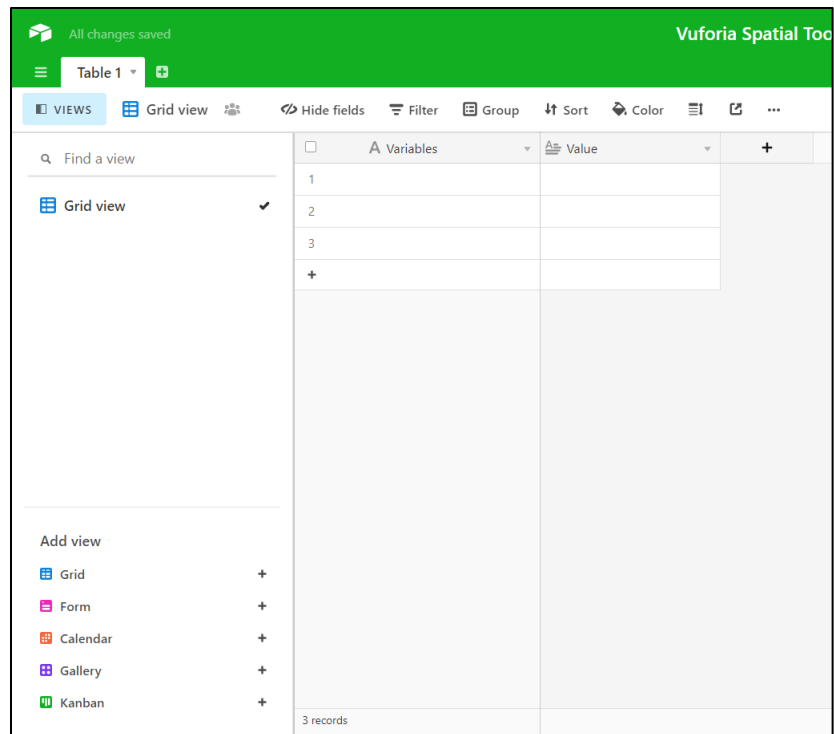 All changes saved
Vuforia Spatial Too
Table 1
VIEWS Grid view Hide fields Filter Group Sort Color
Find a view
Grid view
A Variables
A Value
1
2
3
Add view
Grid
Form
Calendar
Gallery
Kanban
3 records